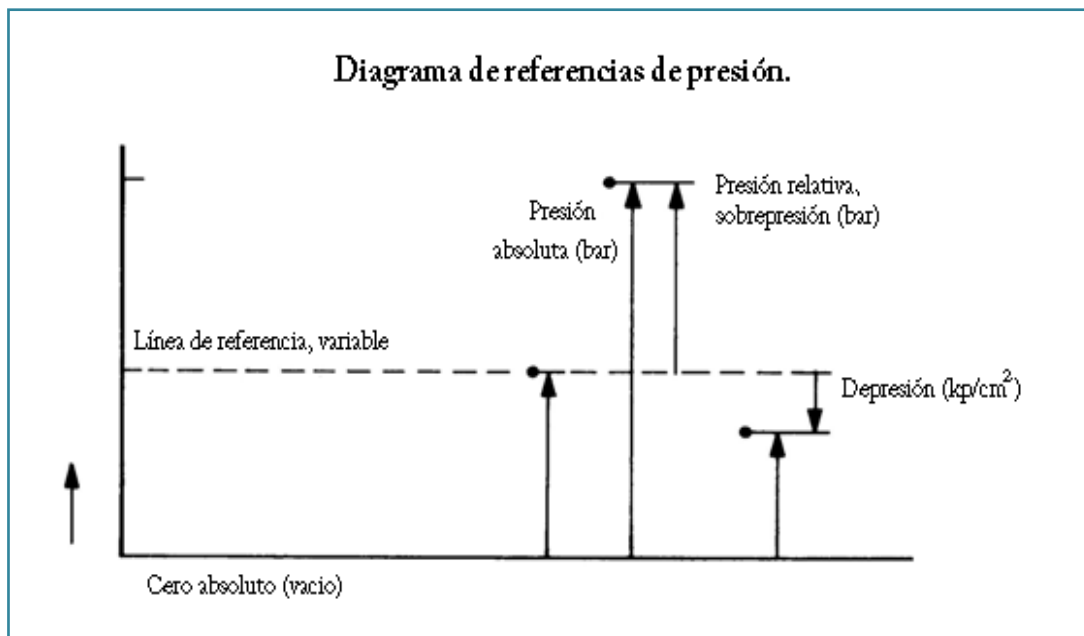 Diagrama de referencias de presión.
Presión
absoluta (bar)
Presión relativa,
sobrepresión (bar)
Línea de referencia, variable
Depresión (kp/cm²)
Cero absoluto (vacio)